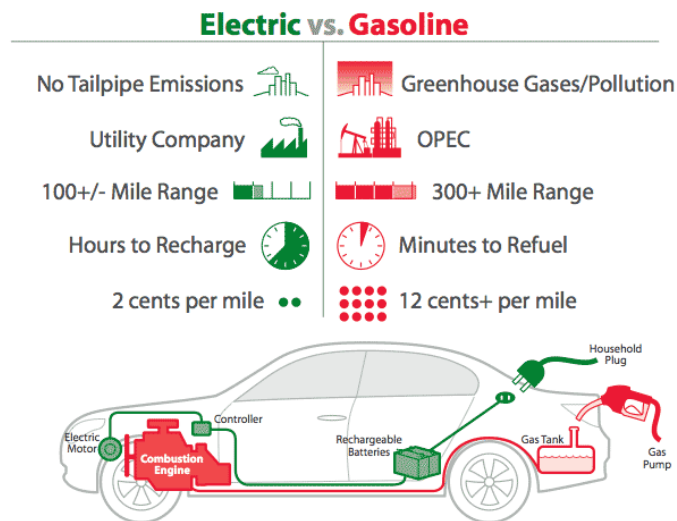 Electric vs. Gasoline
No Tailpipe Emissions
Greenhouse Gases/Pollution
Utility Company
OPEC
100+/- Mile Range
300+ Mile Range
Hours to Recharge
Minutes to Refuel
2 cents per mile
12 cents+ per mile
Household
Plug
Controller
Electric
Motor
Combustion
Engine
Rechargeable
Batteries
Gas Tank
Gas
Pump